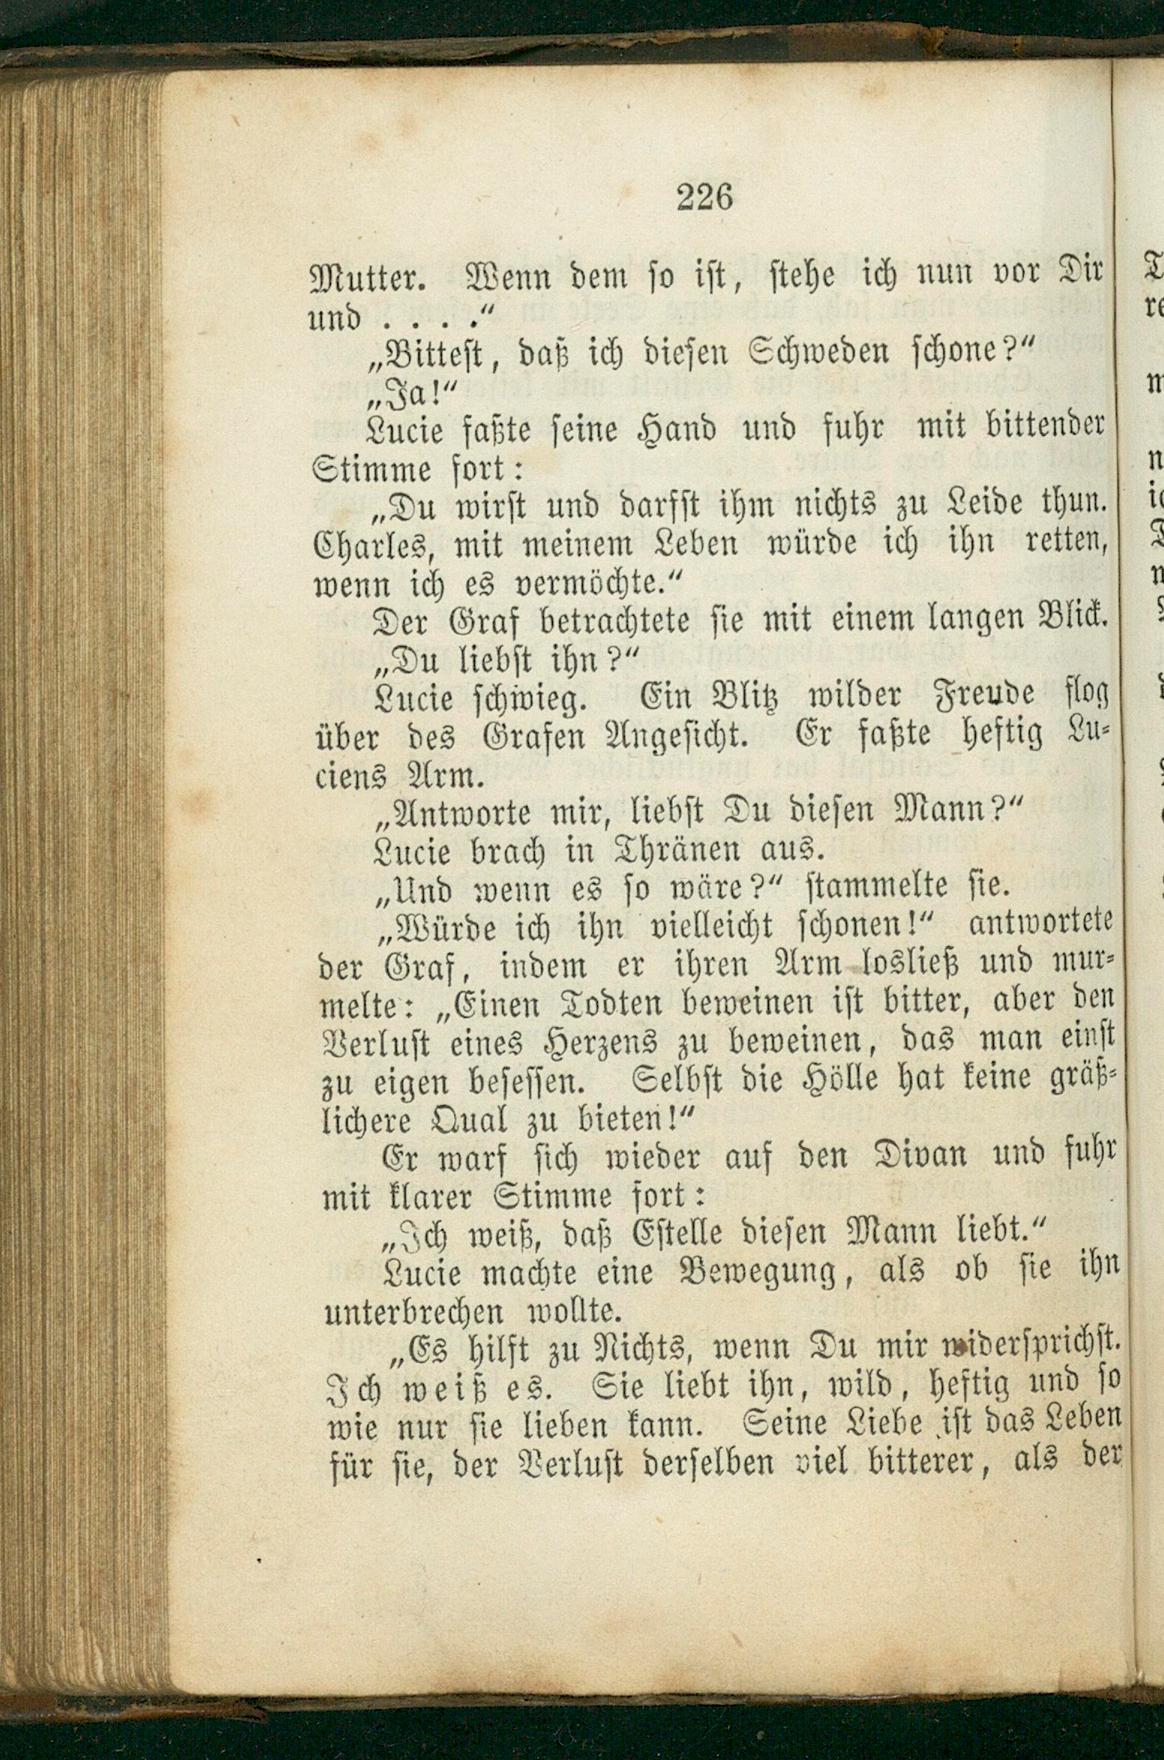 226
Mutter. Wenn dem so ist, stehe ich nun vor Dir
und . . . .“
„Bittest, daß ich diesen Schweden schone?“
„Ja!“
Lucie faßte seine Hand und fuhr mit bittender
Stimme fort:
„Du wirst und darfst ihm nichts zu Leide thun.
Charles, mit meinem Leben würde ich ihn retten,
wenn ich es vermöchte.“
Der Graf betrachtete sie mit einem langen Blick.
„Du liebst ihn?“
Lucie schwieg. Ein Blitz wilder Freude flog
über des Grafen Angesicht. Er faßte heftig Lu-
ciens Arm.
„Antworte mir, liebst Du diesen Mann?“
Lucie brach in Thränen aus.
„Und wenn es so wäre?“ stammelte sie.
„Würde ich ihn vielleicht schonen!“ antwortete
der Graf, indem er ihren Arm losließ und mur-
melte: „Einen Todten beweinen ist bitter, aber den
Verlust eines Herzens zu beweinen, das man einst
zu eigen besessen. Selbst die Hölle hat keine gräß-
lichere Qual zu bieten!“
Er warf sich wieder auf den Divan und fuhr
mit klarer Stimme fort:
„Ich weiß, daß Estelle diesen Mann liebt.“
Lucie machte eine Bewegung, als ob sie ihn
unterbrechen wollte.
„Es hilft zu Nichts, wenn Du mir widersprichst.
Ich weiß es. Sie liebt ihn, wild, heftig und so
wie nur sie lieben kann. Seine Liebe ist das Leben
für sie, der Verlust derselben viel bitterer, als der